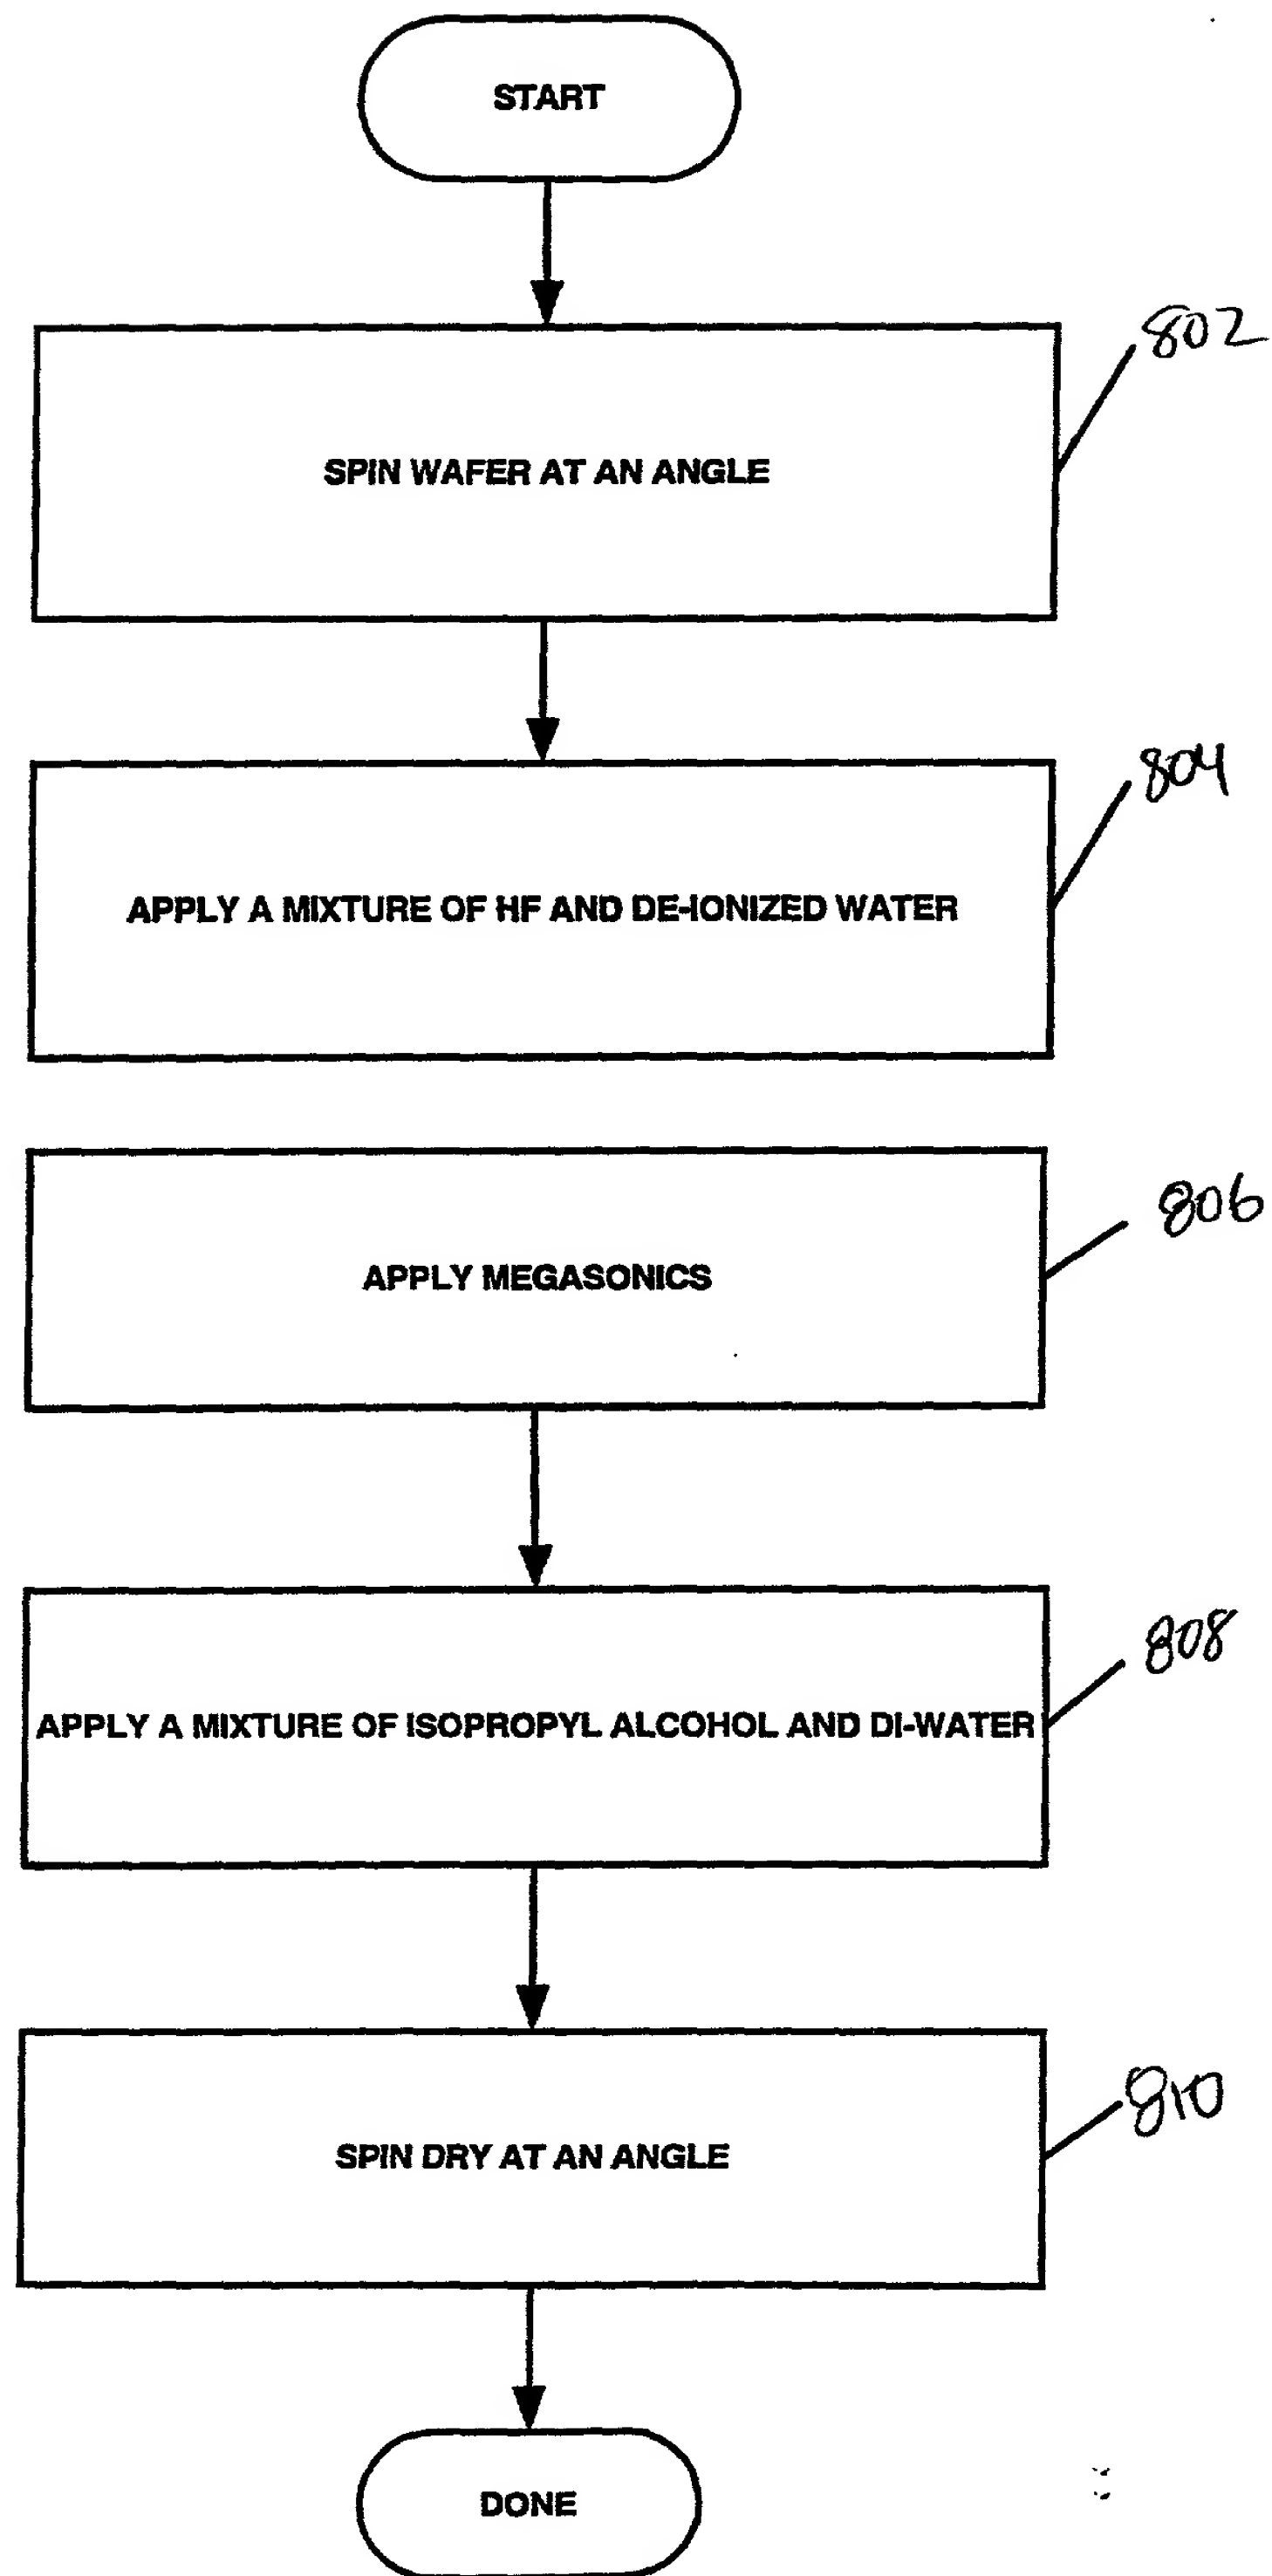 START
802
SPIN WAFER AT AN ANGLE
804
APPLY A MIXTURE OF HF AND DE-IONIZED WATER
806
APPLY MEGASONICS
808
APPLY A MIXTURE OF ISOPROPYL ALCOHOL AND DI-WATER
810
SPIN DRY AT AN ANGLE
DONE